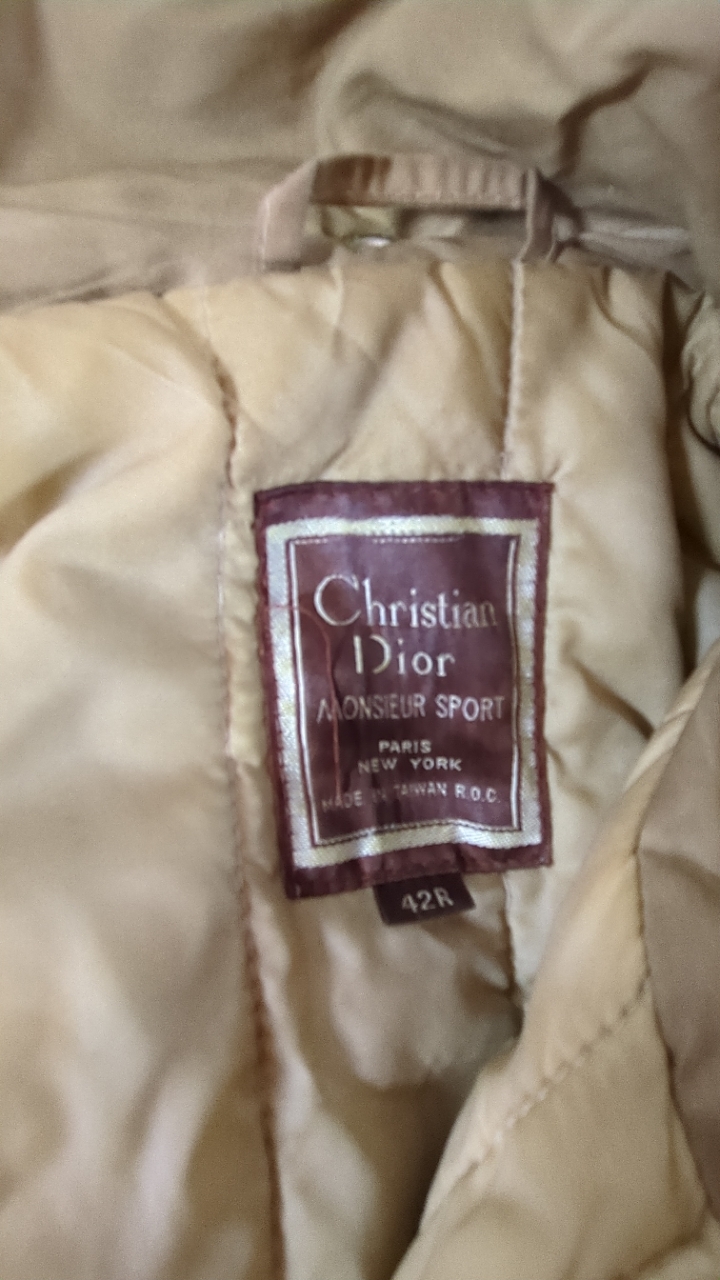 Christian
Dior
MONSIEUR SPORT
PARIS
NEW YORK
MADE IN TAIWAN R.O.C.
42R